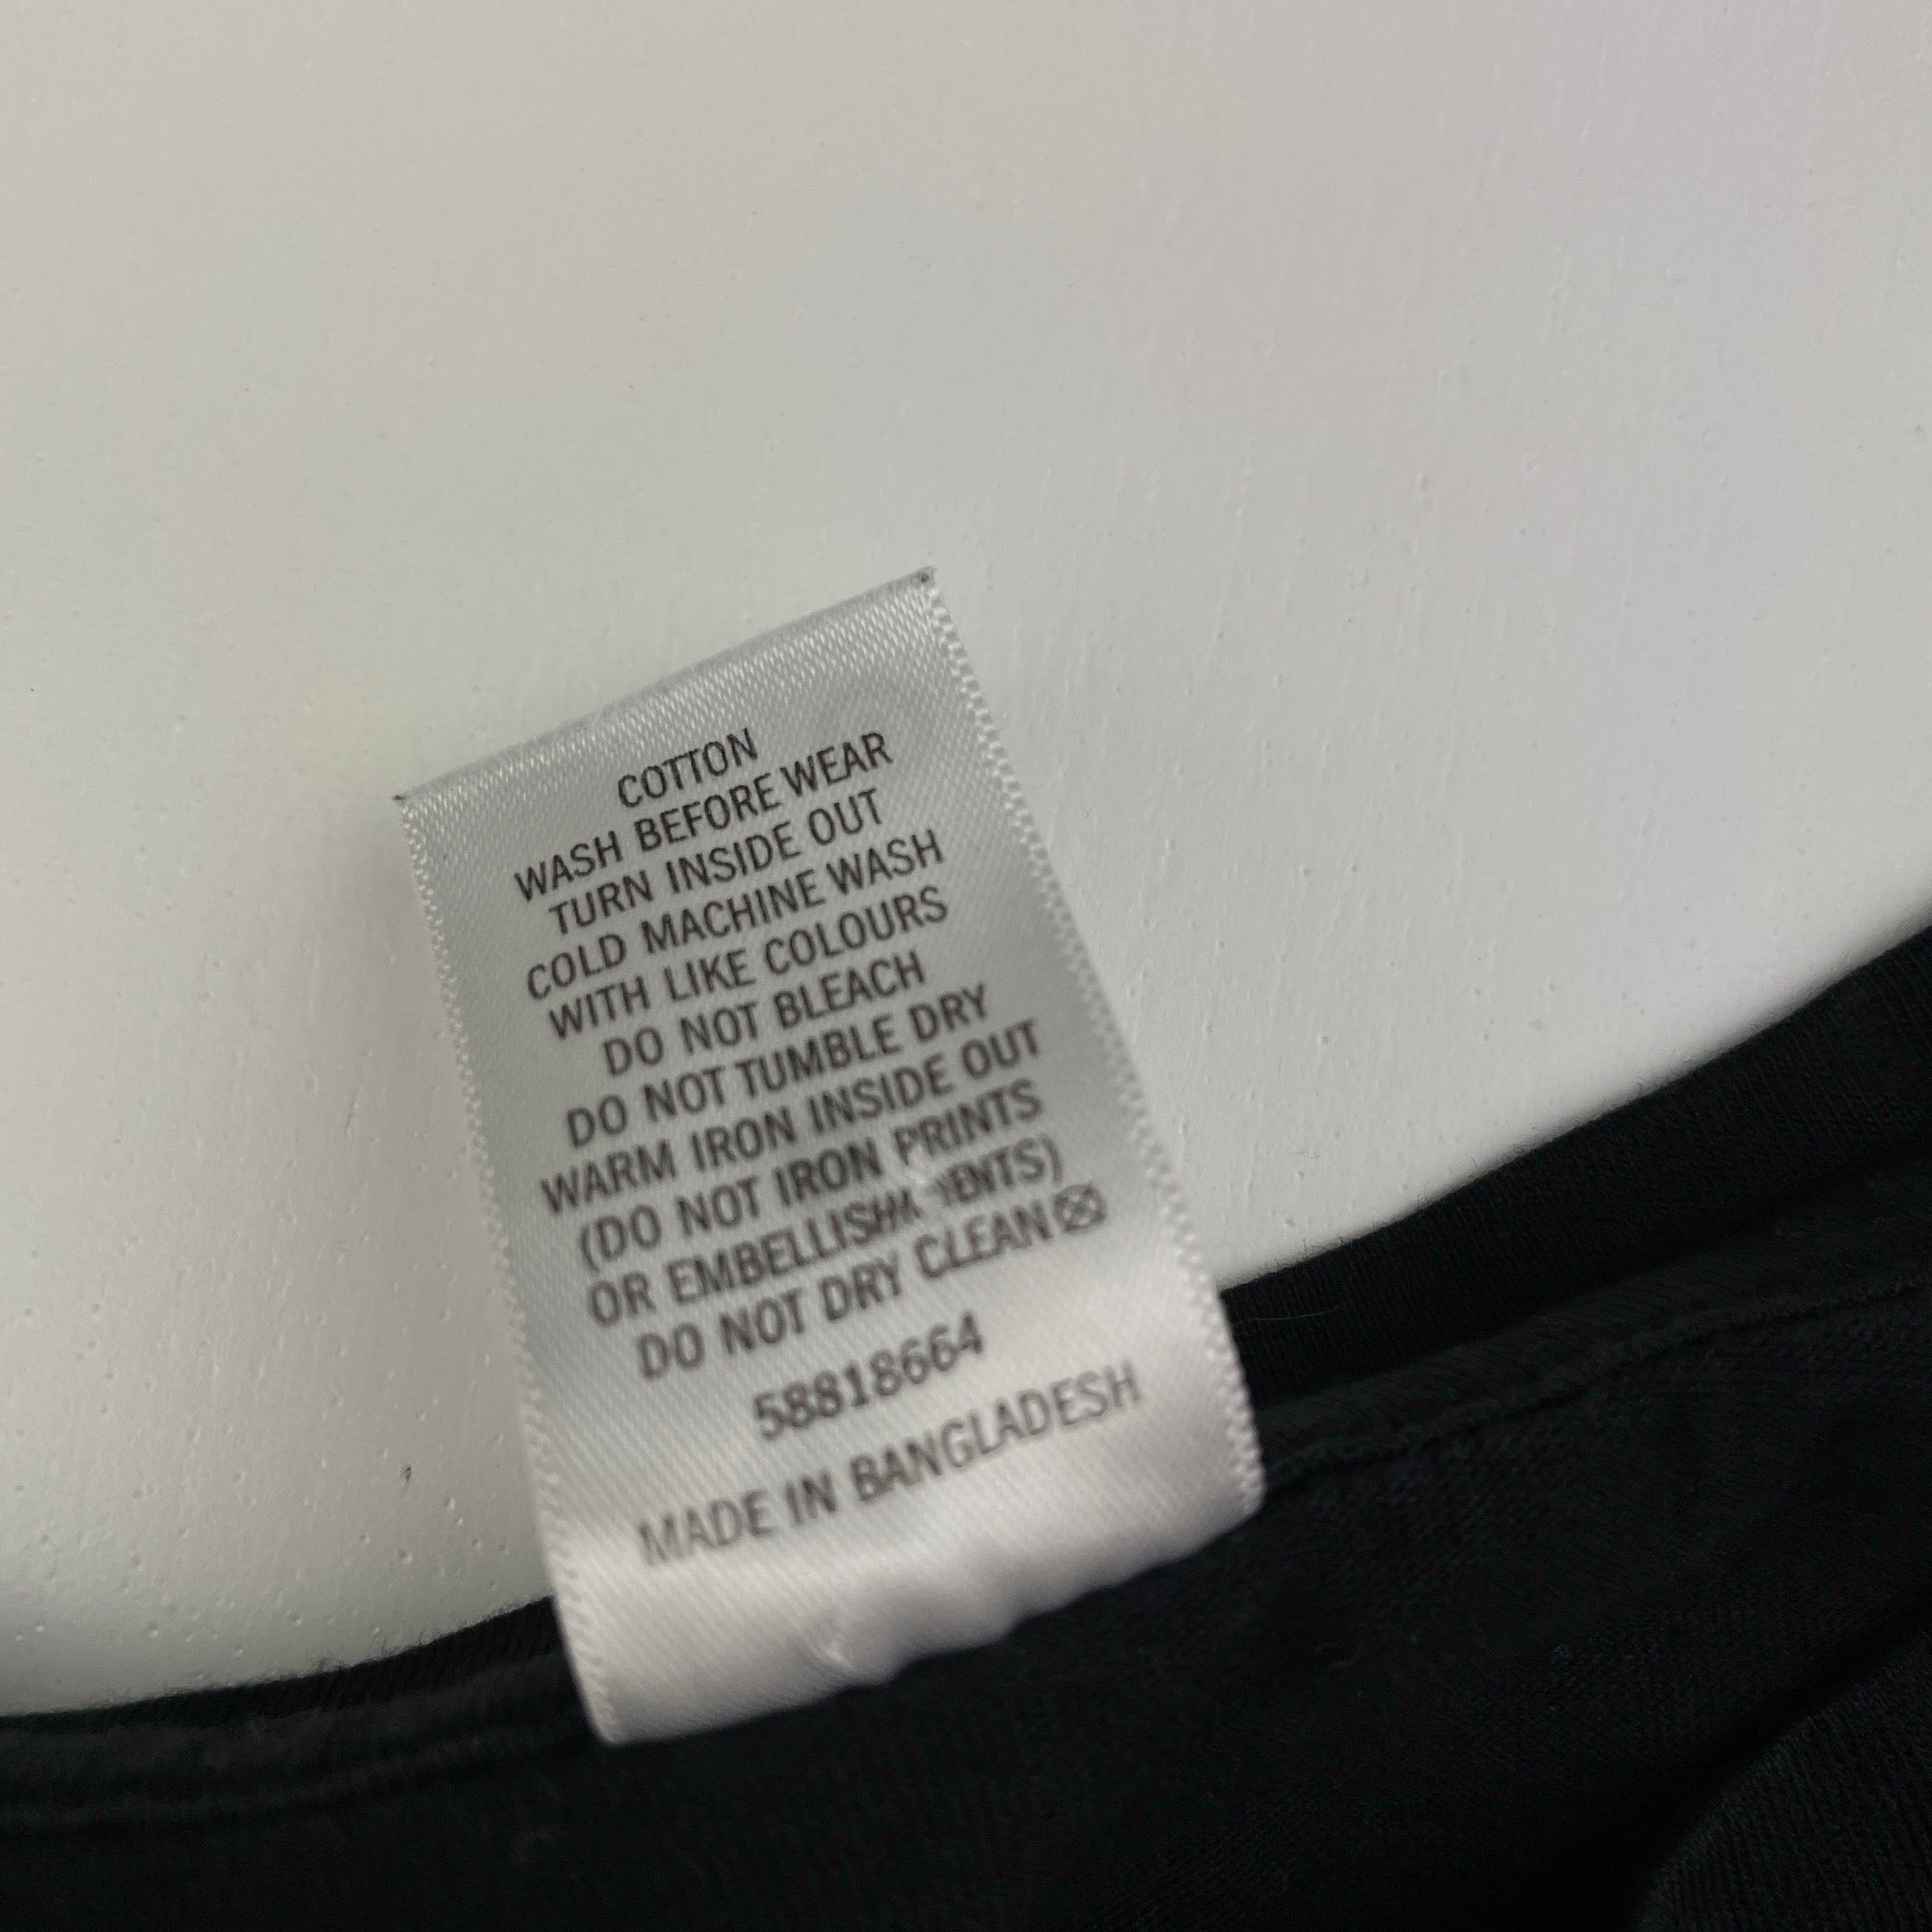 COTTON
WASH BEFORE WEAR
TURN INSIDE OUT
COLD MACHINE WASH
WITH LIKE COLOURS
DO NOT BLEACH
DO NOT TUMBLE DRY
WARM IRON INSIDE OUT
(DO NOT IRON PRINTS
OR EMBELLISHMENTS)
DO NOT DRY CLEAN
58818664
MADE IN BANGLADESH